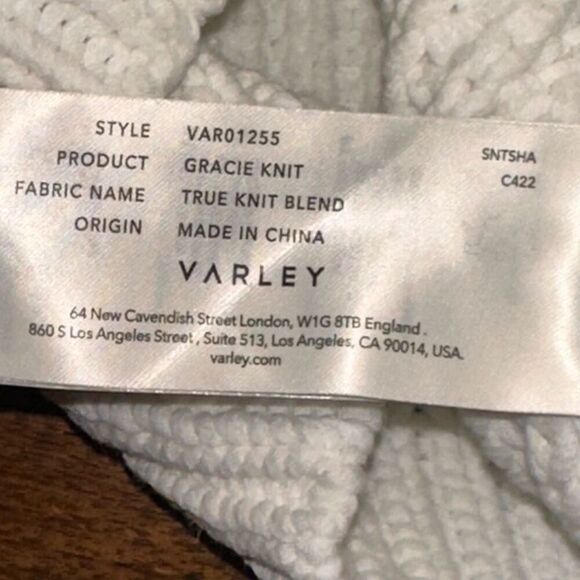 STYLE VAR01255
PRODUCT GRACIE KNIT
FABRIC NAME TRUE KNIT BLEND
ORIGIN MADE IN CHINA
SNTSHA
C422
VARLEY
64 New Cavendish Street London, W1G 8TB England.
860 S Los Angeles Street, Suite 513, Los Angeles, CA 90014, USA.
varley.com